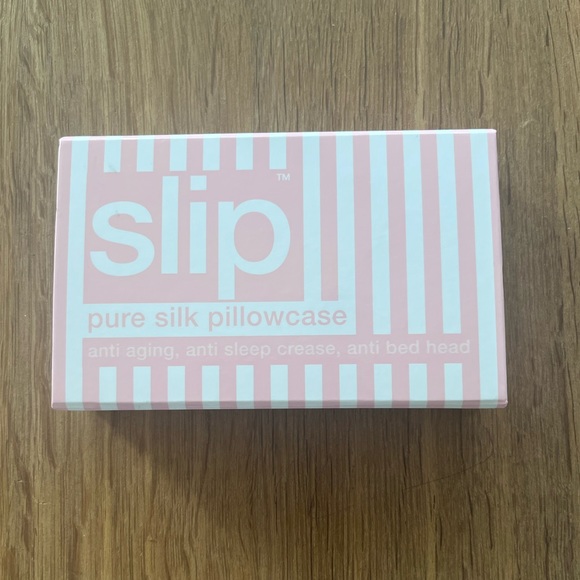 slip™
pure silk pillowcase
anti aging, anti sleep crease, anti bed head